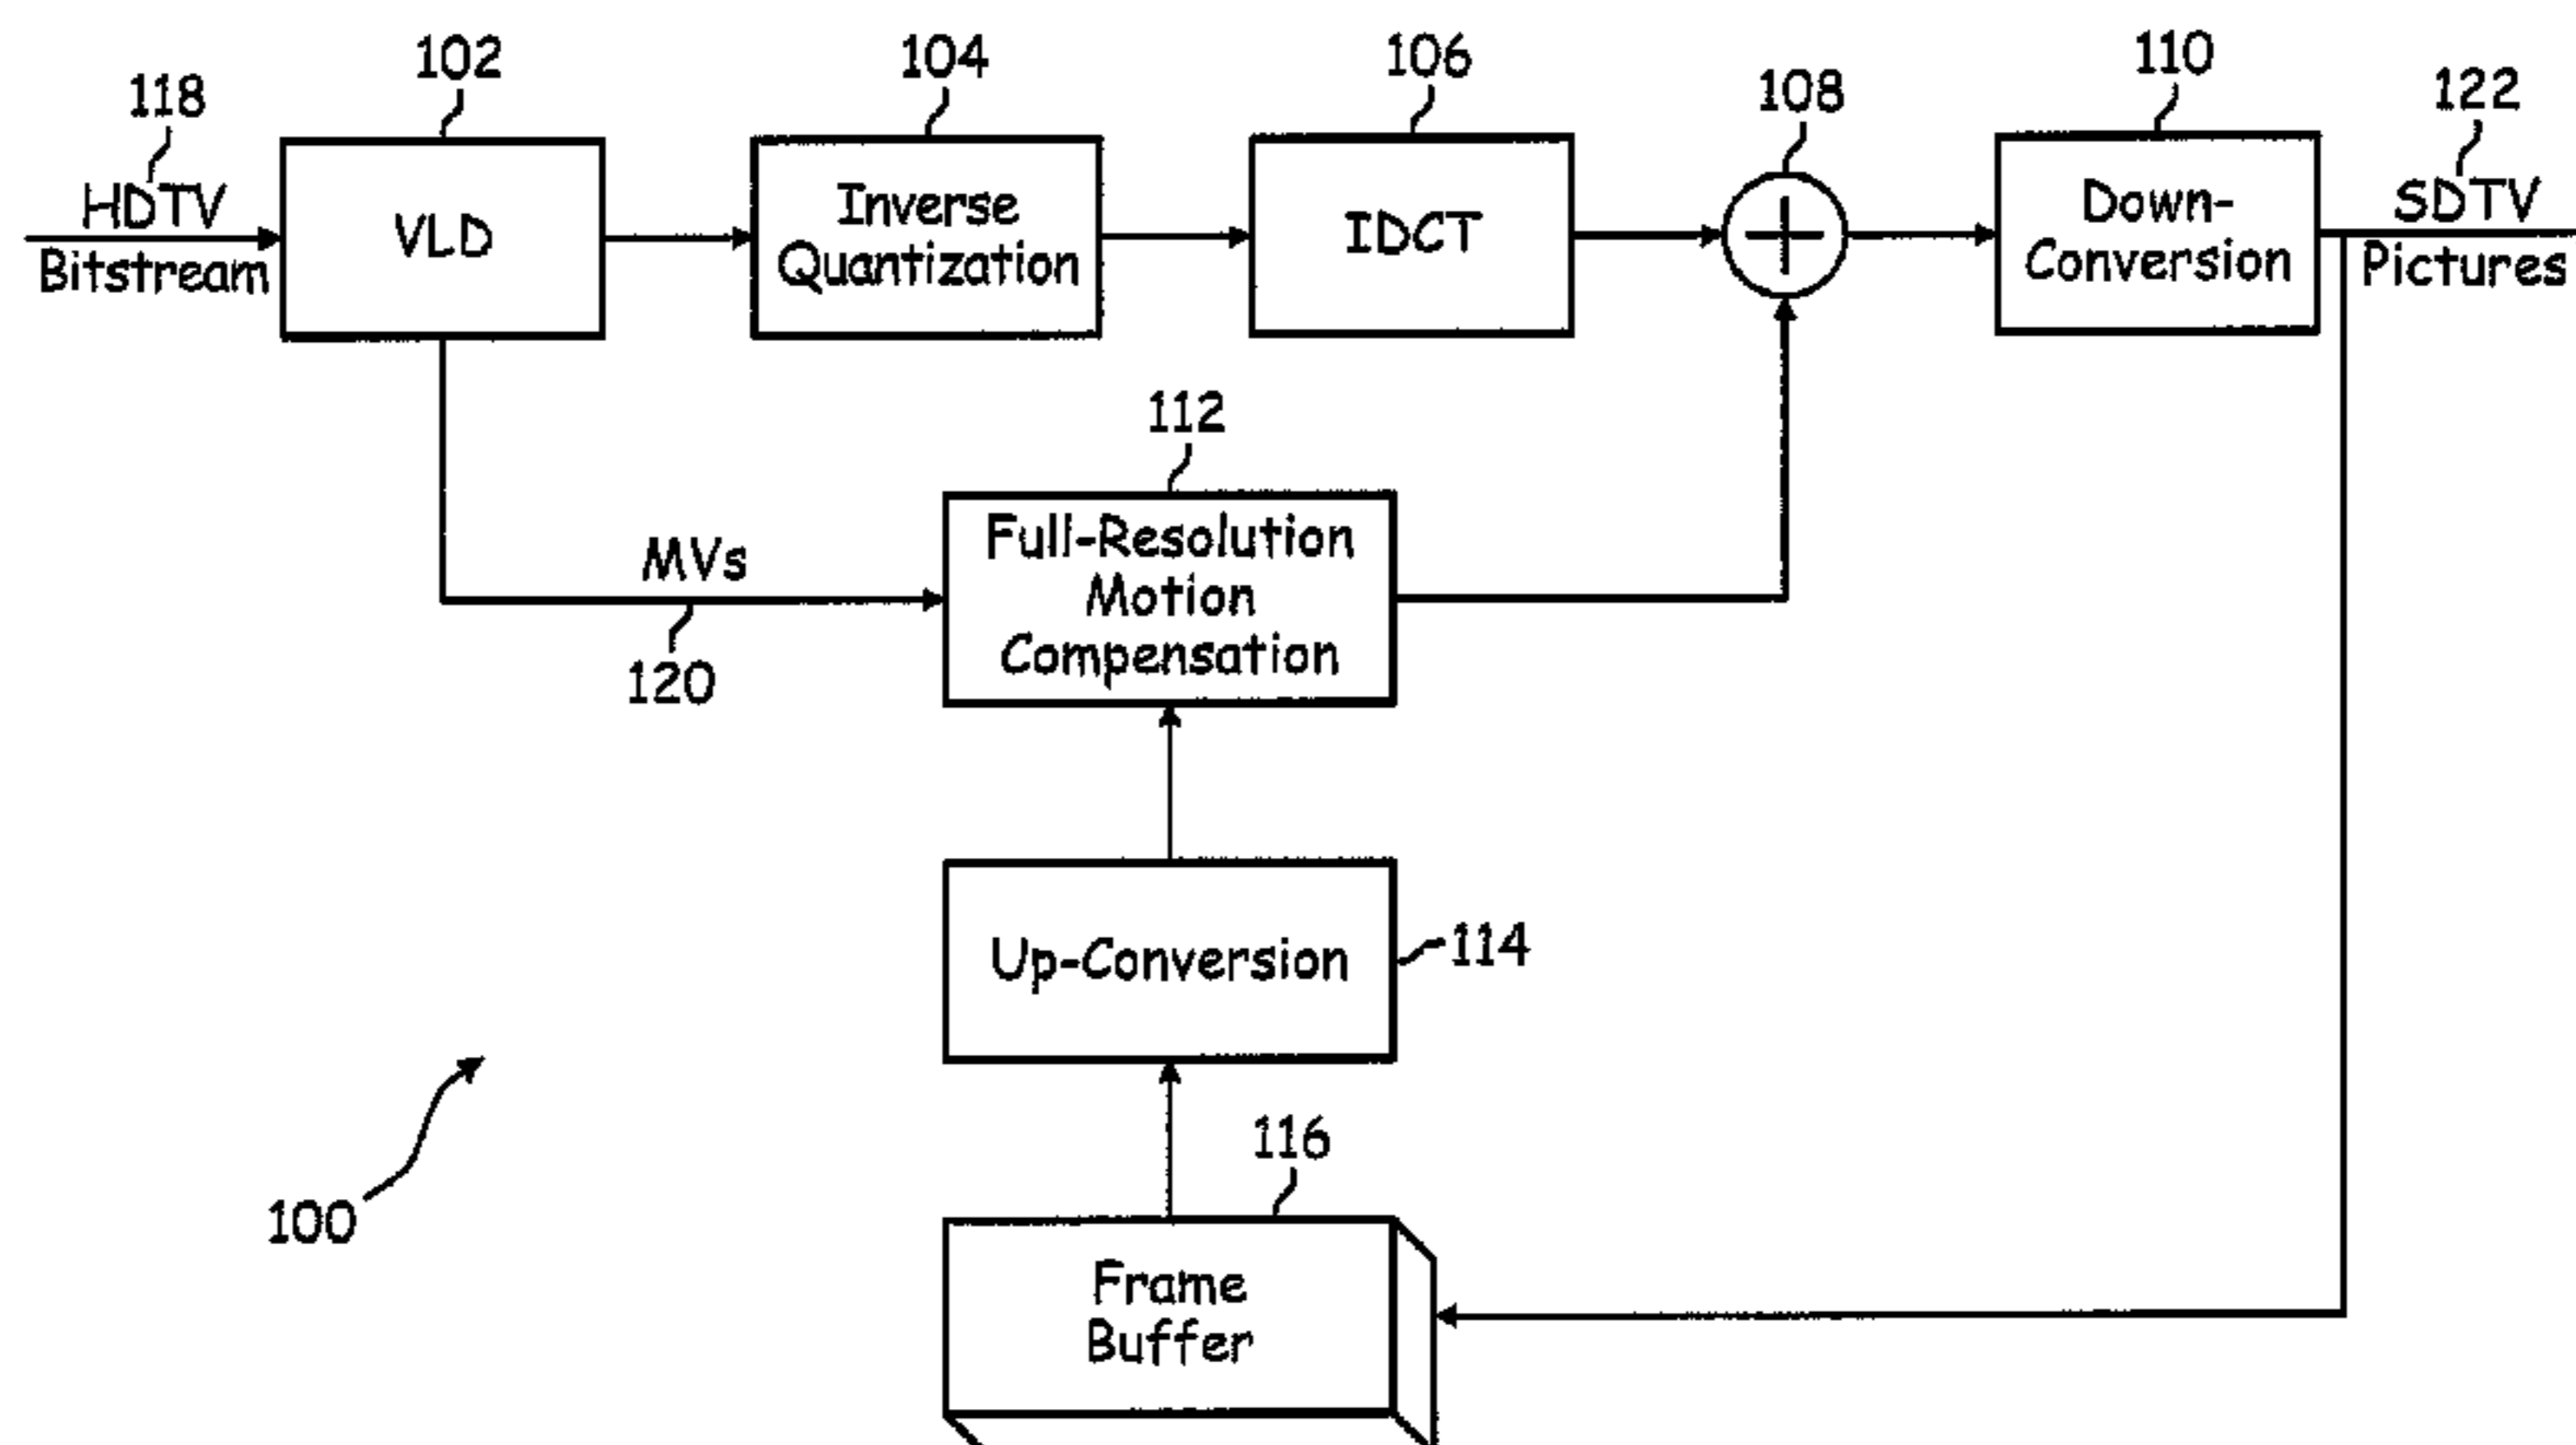 102
104
106
108
110
122
118
HDTV
Bitstream
VLD
Inverse
Quantization
IDCT
Down-
Conversion
SDTV
Pictures
112
Full-Resolution
Motion
Compensation
MVs
120
Up-Conversion
114
116
100
Frame
Buffer